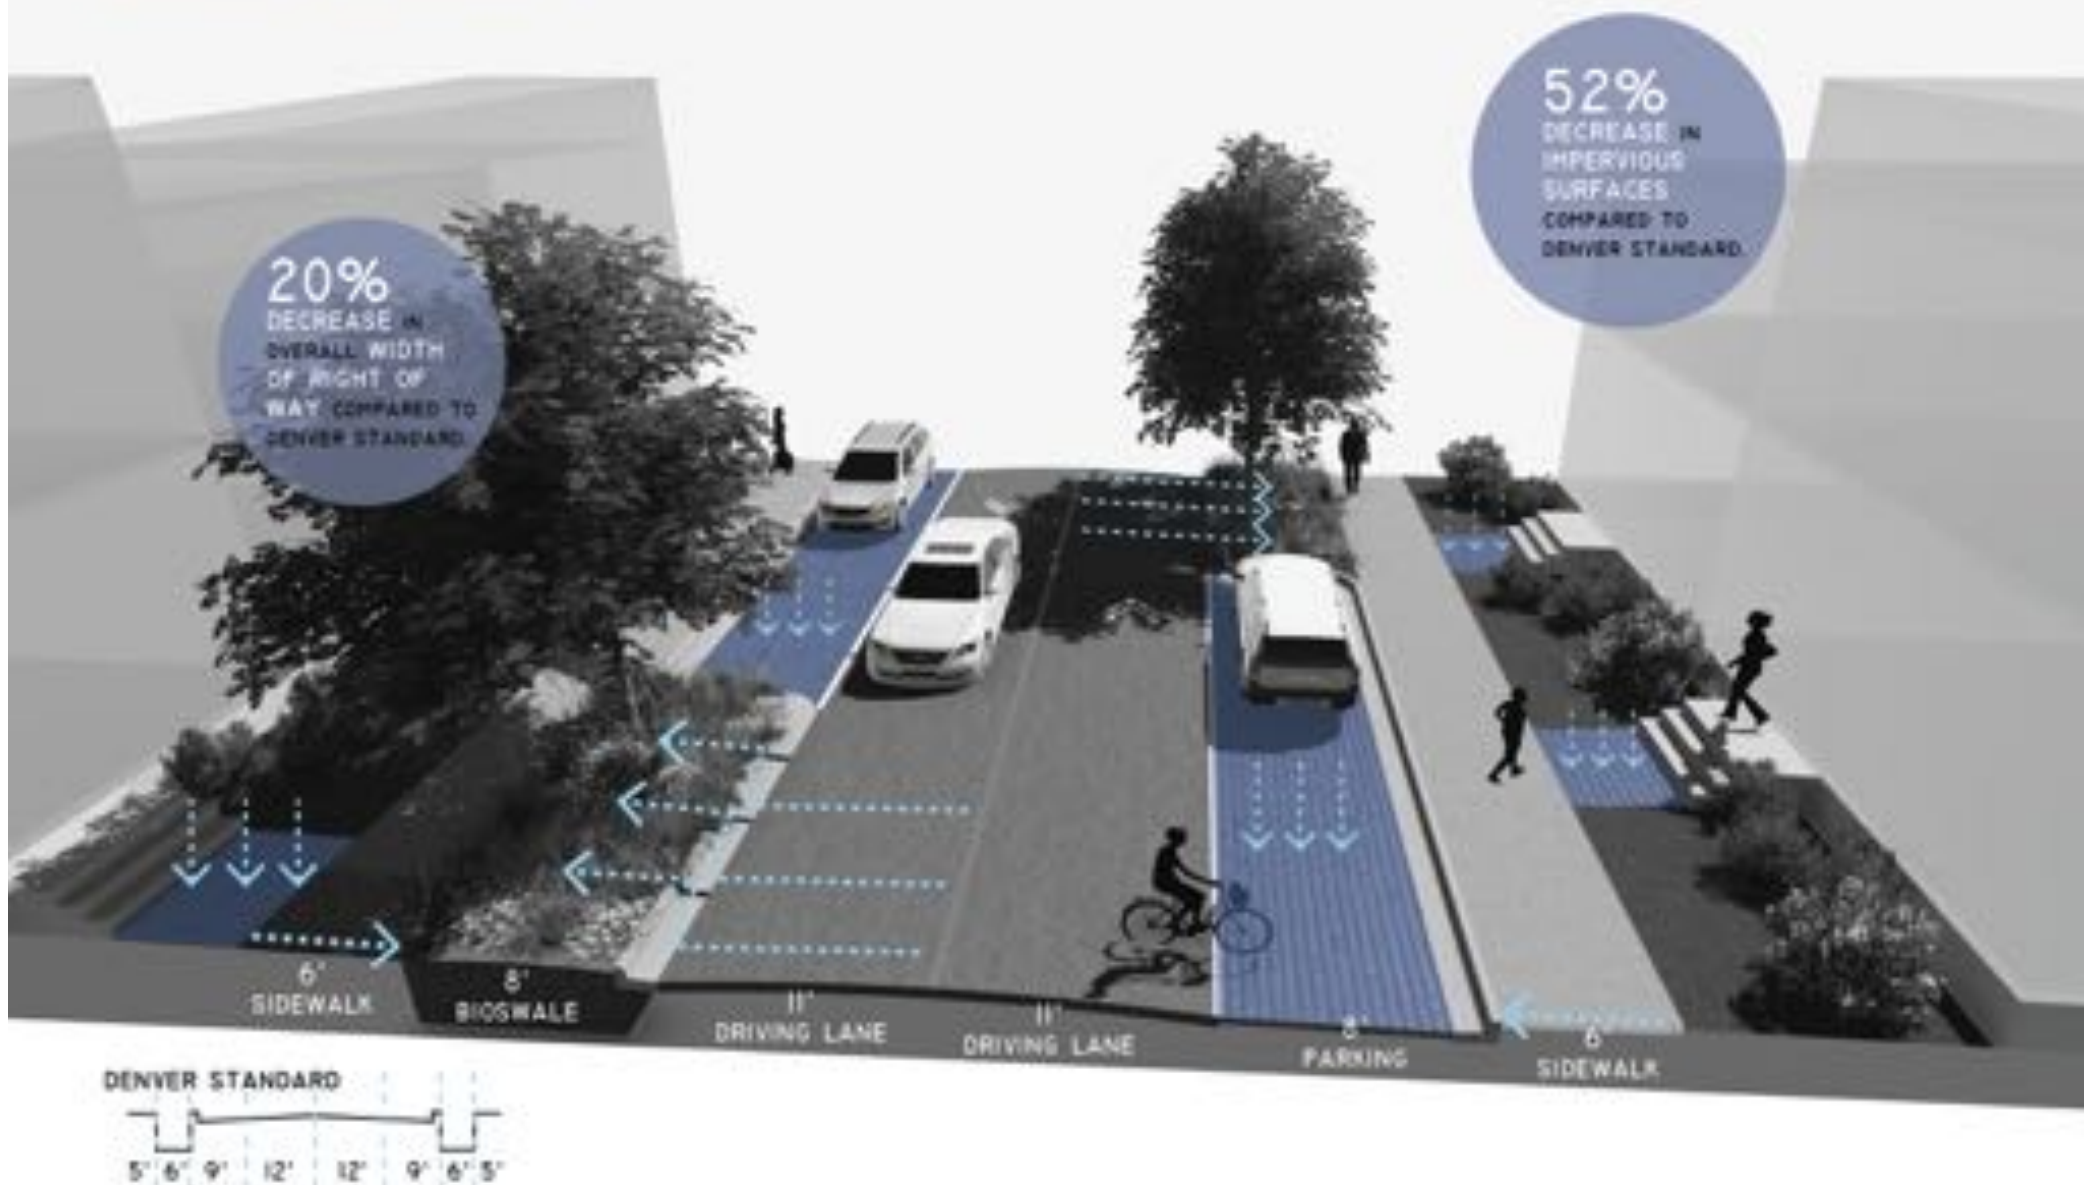 52%
DECREASE IN
IMPERVIOUS
SURFACES
COMPARED TO
DENVER STANDARD.
20%
DECREASE IN
OVERALL WIDTH
OF RIGHT OF
WAY COMPARED TO
DENVER STANDARD.
6'
SIDEWALK
8'
BIOSWALE
11'
DRIVING LANE
11'
DRIVING LANE
8'
PARKING
6'
SIDEWALK
DENVER STANDARD
5' 6' 9' 12' 12' 9' 6' 5'